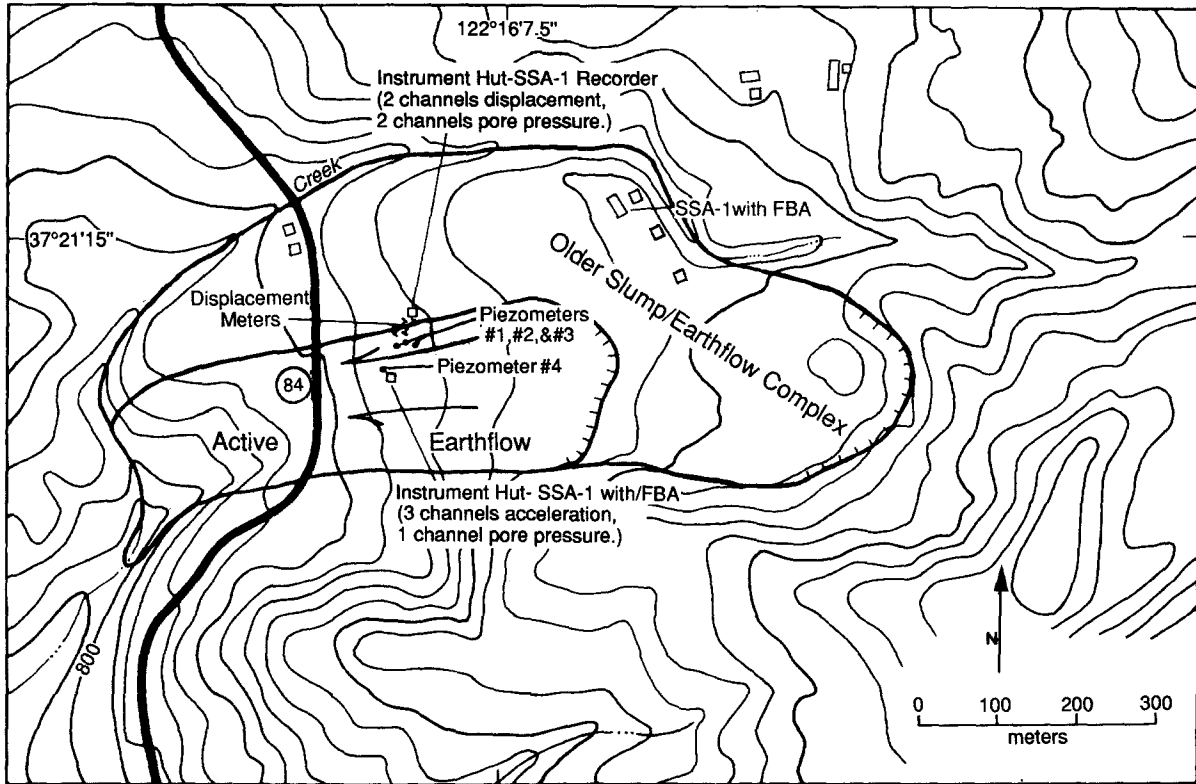 122°16'7.5"
Instrument Hut-SSA-1 Recorder
(2 channels displacement,
2 channels pore pressure.)
Creek
SSA-1with FBA
37°21'15"
Older Slump/Earthflow Complex
Displacement
Meters
Piezometers
#1,#2,&#3
Piezometer #4
84
Active
Earthflow
Instrument Hut- SSA-1 with/FBA
(3 channels acceleration,
1 channel pore pressure.)
800
N
0 100 200 300
meters